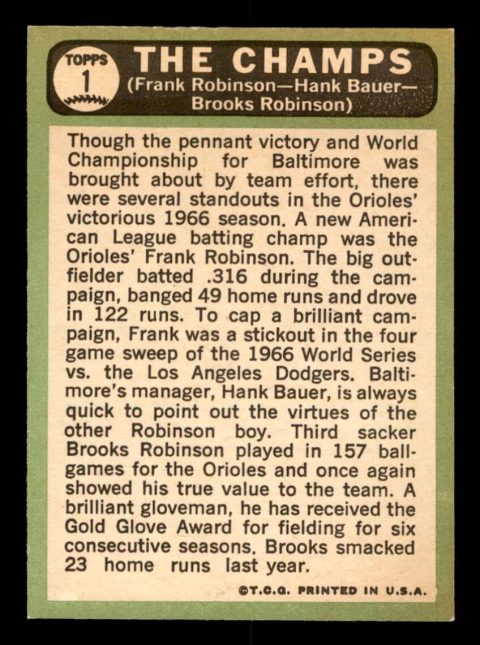 TOPPS
1
THE CHAMPS
(Frank Robinson—Hank Bauer—
Brooks Robinson)
Though the pennant victory and World
Championship for Baltimore was
brought about by team effort, there
were several standouts in the Orioles'
victorious 1966 season. A new Ameri-
can League batting champ was the
Orioles' Frank Robinson. The big out-
fielder batted .316 during the cam-
paign, banged 49 home runs and drove
in 122 runs. To cap a brilliant cam-
paign, Frank was a stickout in the four
game sweep of the 1966 World Series
vs. the Los Angeles Dodgers. Balti-
more's manager, Hank Bauer, is always
quick to point out the virtues of the
other Robinson boy. Third sacker
Brooks Robinson played in 157 ball-
games for the Orioles and once again
showed his true value to the team. A
brilliant gloveman, he has received the
Gold Glove Award for fielding for six
consecutive seasons. Brooks smacked
23 home runs last year.
©T.C.G. PRINTED IN U.S.A.